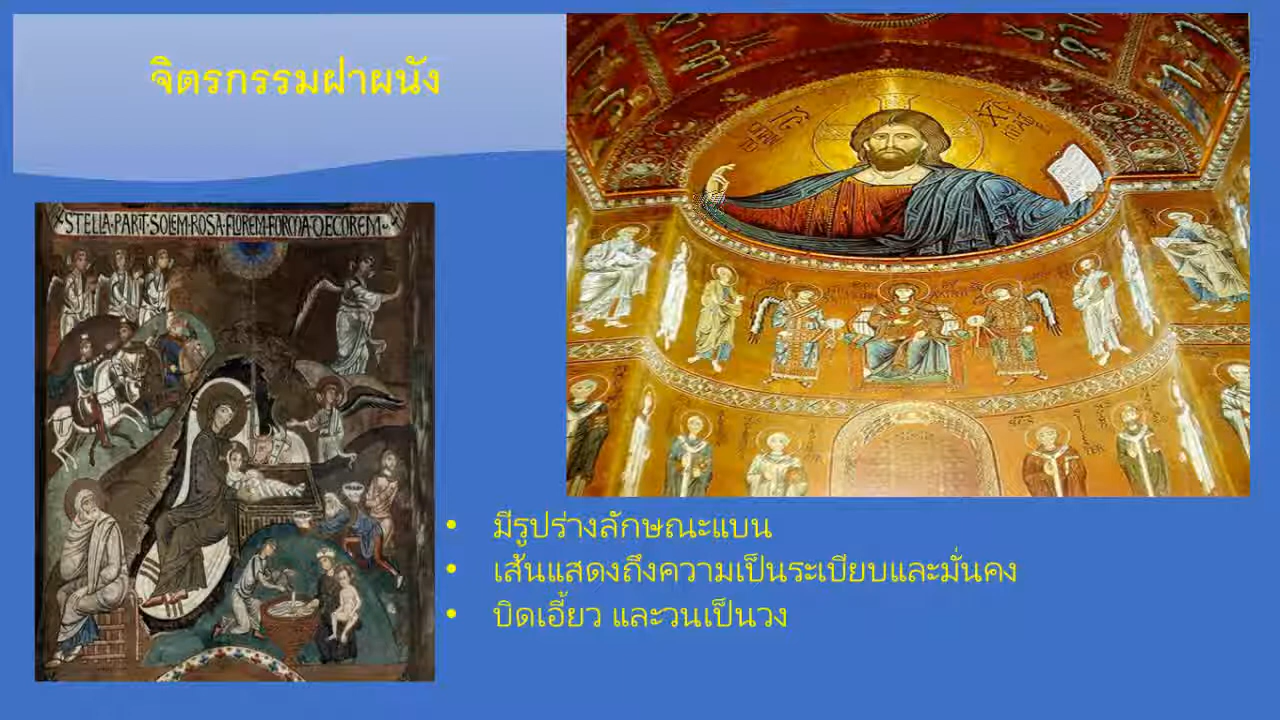 จิตรกรรมฝาผนัง
STELLA·PARIT·SOLEM·ROSA·FLOREM·FORMA·DECOREM
• มีรูปร่างลักษณะแบน
• เส้นแสดงถึงความเป็นระเบียบและมั่นคง
• บิดเอี้ยว และวนเป็นวง